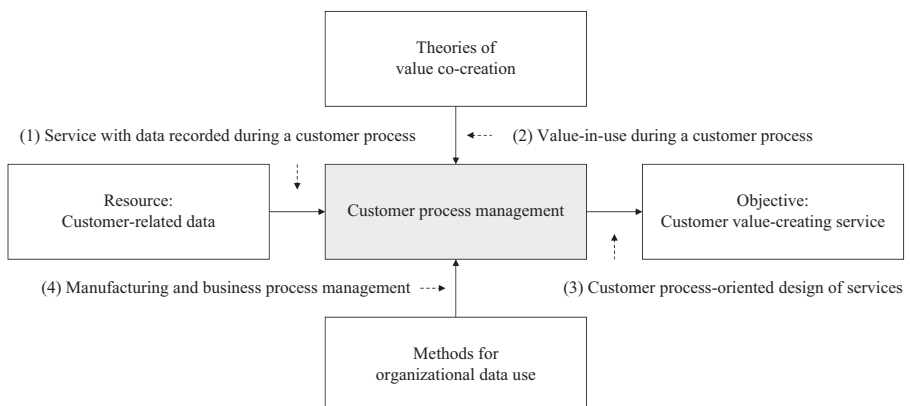 Theories of
value co-creation
(1) Service with data recorded during a customer process
(2) Value-in-use during a customer process
Resource:
Customer-related data
Customer process management
Objective:
Customer value-creating service
(4) Manufacturing and business process management
(3) Customer process-oriented design of services
Methods for
organizational data use